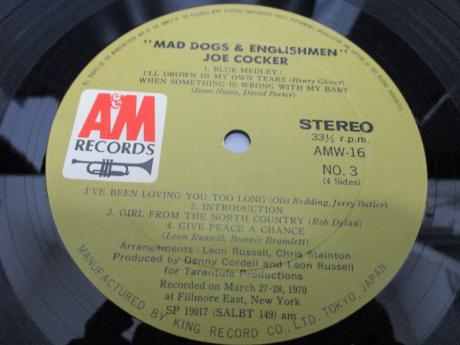 "MAD DOGS & ENGLISHMEN"
JOE COCKER
1. BLUE MEDLEY:
I'LL DROWN IN MY OWN TEARS (Henry Glover)
WHEN SOMETHING IS WRONG WITH MY BABY
(Isaac Hayes, David Porter)
A&M
RECORDS
STEREO
33⅓ r.p.m.
AMW-16
NO. 3
(4 Sides)
I'VE BEEN LOVING YOU TOO LONG (Otis Redding, Jerry Butler)
2. INTRODUCTION
3. GIRL FROM THE NORTH COUNTRY (Bob Dylan)
4. GIVE PEACE A CHANCE
(Leon Russell, Bonnie Bramlett)
Arrangements: Leon Russell, Chris Stainton
Produced by Denny Cordell and Leon Russell
for Tarantula Productions
Recorded on March 27-28, 1970
at Fillmore East, New York
SP 19017 (SALBT 149) am
MANUFACTURED BY KING RECORD CO., LTD. TOKYO, JAPAN